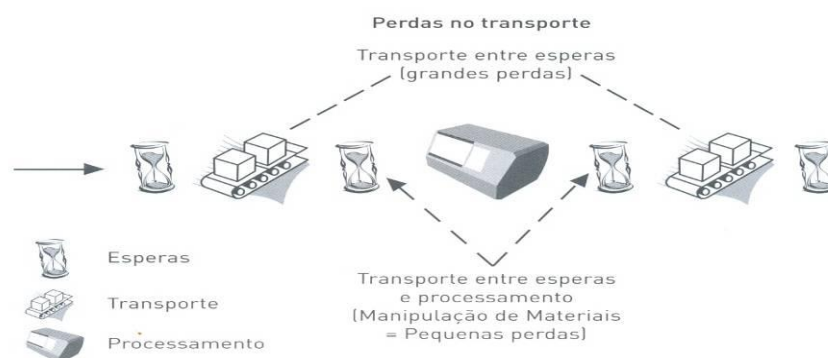 Perdas no transporte
Transporte entre esperas
(grandes perdas)
Esperas
Transporte
Processamento
Transporte entre esperas
e processamento
(Manipulação de Materiais
= Pequenas perdas)